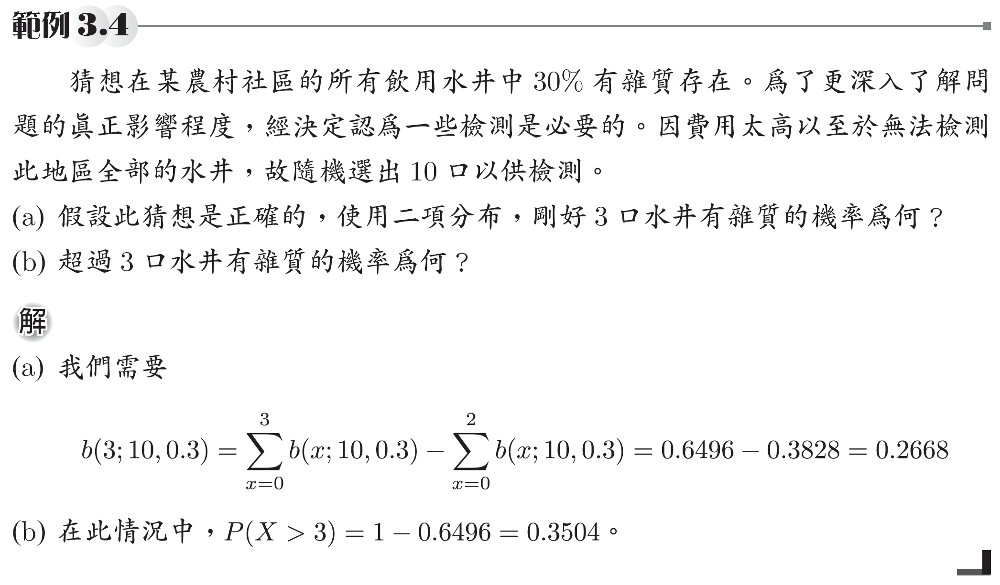 範例 3.4
猜想在某農村社區的所有飲用水井中 30% 有雜質存在。為了更深入了解問
題的真正影響程度，經決定認為一些檢測是必要的。因費用太高以至於無法檢測
此地區全部的水井，故隨機選出 10 口以供檢測。
(a) 假設此猜想是正確的，使用二項分布，剛好 3 口水井有雜質的機率為何？
(b) 超過 3 口水井有雜質的機率為何？
解
(a) 我們需要
b(3; 10, 0.3) = \sum_{x=0}^{3} b(x; 10, 0.3) − \sum_{x=0}^{2} b(x; 10, 0.3) = 0.6496 − 0.3828 = 0.2668
(b) 在此情況中，P(X > 3) = 1 − 0.6496 = 0.3504。